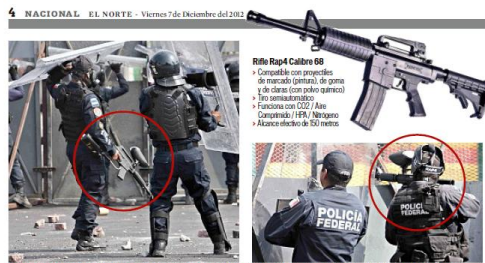 4 NACIONAL EL NORTE - Viernes 7 de Diciembre del 2012
Rifle Rap4 Calibre 68
> Compatible con proyectiles
de marcado (pintura), de goma
y de claras (con polvo químico)
> Tiro semiautomático
> Funciona con CO2 / Aire
Comprimido / HPA / Nitrógeno
> Alcance efectivo de 150 metros
POLICÍA
FEDERAL
POLICÍA
FEDERAL